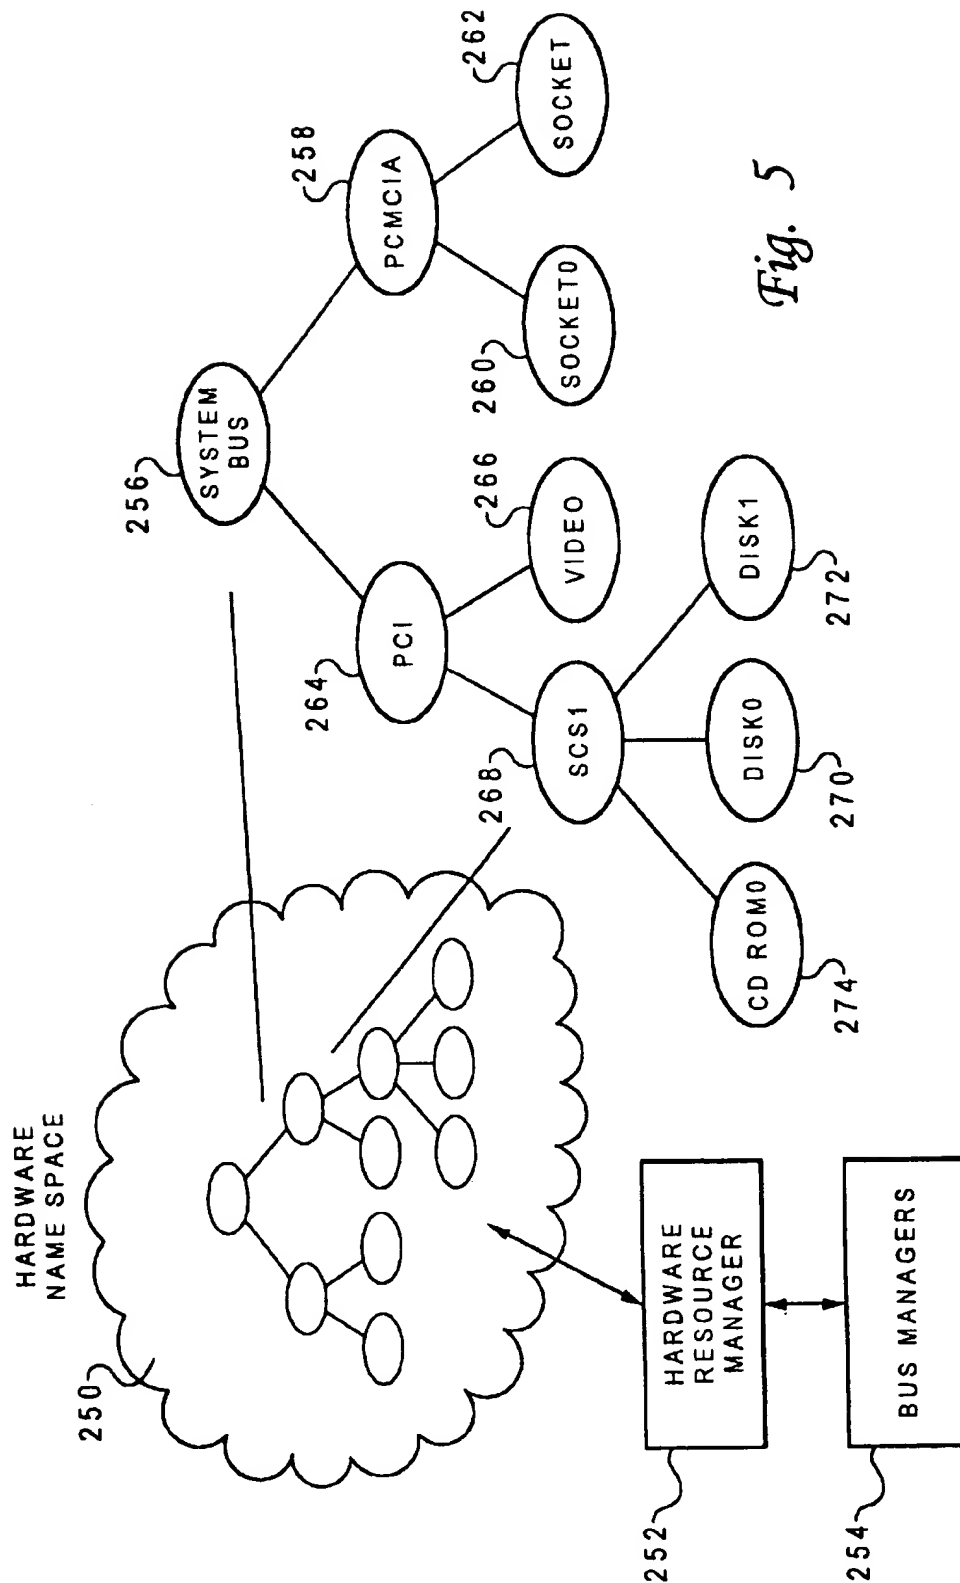 HARDWARE
NAME SPACE
250
256
SYSTEM
BUS
264
PCI
258
PCMCIA
268
SCS1
266
VIDEO
260
SOCKET0
262
SOCKET
274
CD ROM0
270
DISK0
272
DISK1
252
HARDWARE
RESOURCE
MANAGER
254
BUS MANAGERS
Fig. 5